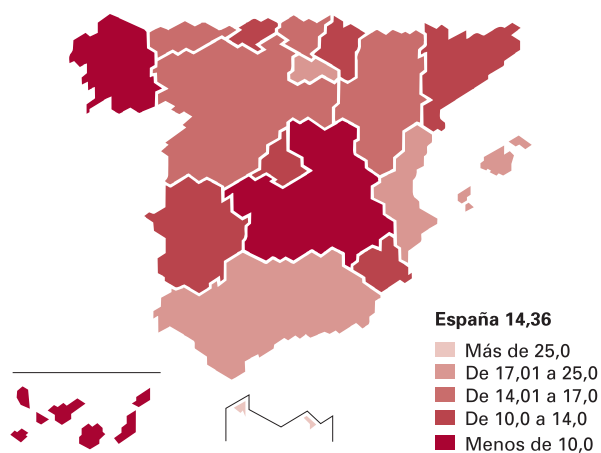 España 14,36
Más de 25,0
De 17,01 a 25,0
De 14,01 a 17,0
De 10,0 a 14,0
Menos de 10,0